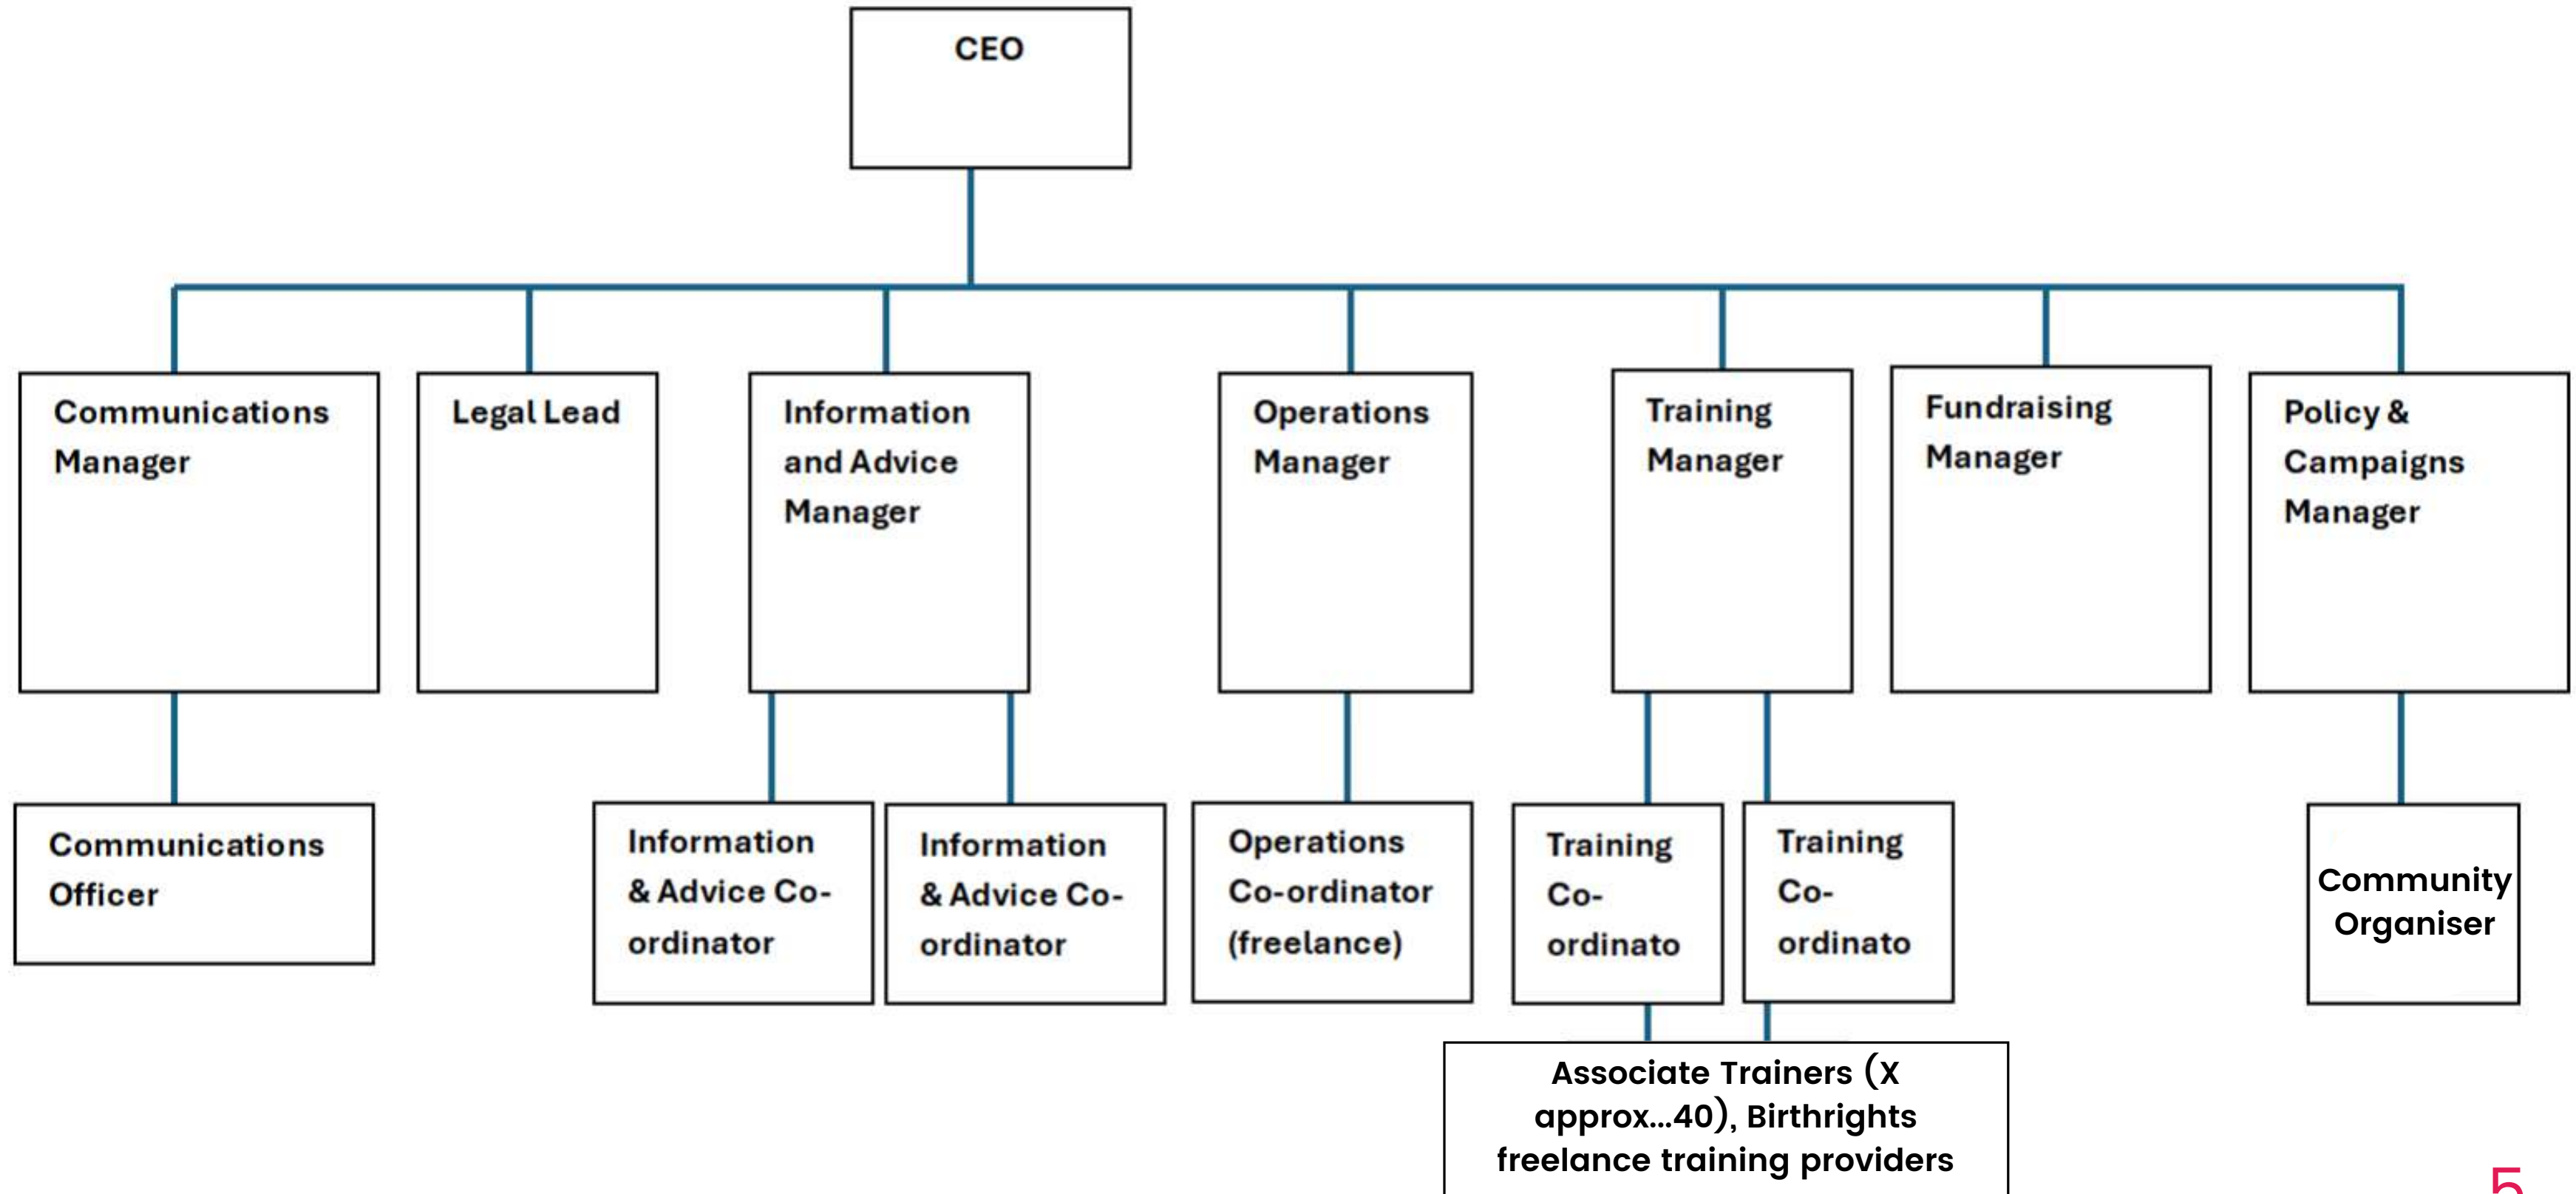 CEO
Communications
Manager
Legal Lead
Information
and Advice
Manager
Operations
Manager
Training
Manager
Fundraising
Manager
Policy &
Campaigns
Manager
Communications
Officer
Information
& Advice Co-
ordinator
Information
& Advice Co-
ordinator
Operations
Co-ordinator
(freelance)
Training
Co-
ordinato
Training
Co-
ordinato
Community
Organiser
Associate Trainers (X
approx...40), Birthrights
freelance training providers
5